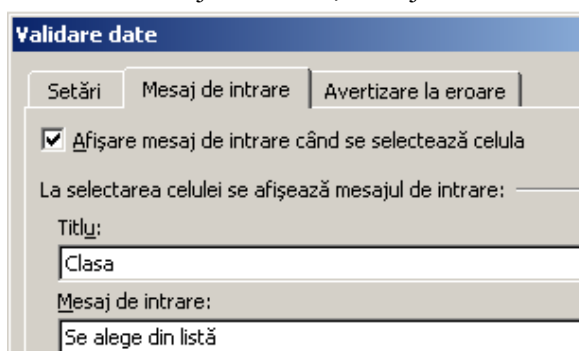 Validare date
Setări Mesaj de intrare Avertizare la eroare
Afişare mesaj de intrare când se selectează celula
La selectarea celulei se afişează mesajul de intrare:
Titlu:
Clasa
Mesaj de intrare:
Se alege din listă